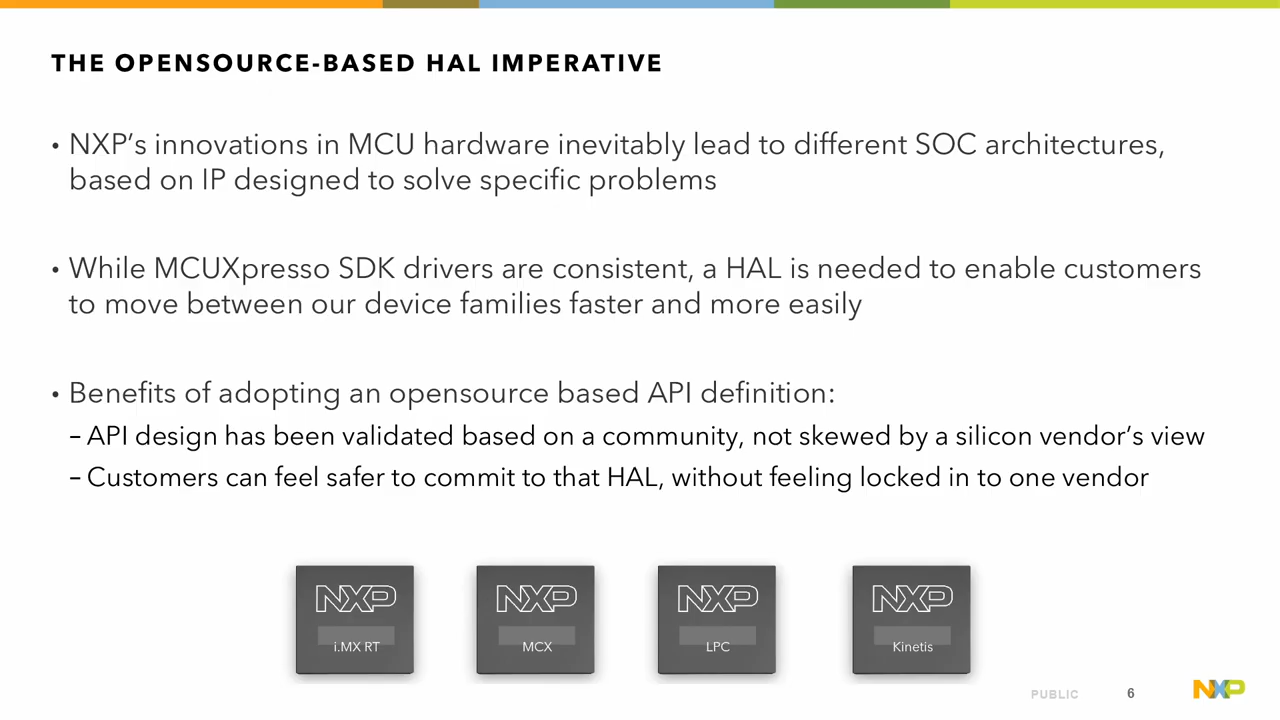 THE OPENSOURCE-BASED HAL IMPERATIVE
• NXP’s innovations in MCU hardware inevitably lead to different SOC architectures,
based on IP designed to solve specific problems
• While MCUXpresso SDK drivers are consistent, a HAL is needed to enable customers
to move between our device families faster and more easily
• Benefits of adopting an opensource based API definition:
– API design has been validated based on a community, not skewed by a silicon vendor’s view
– Customers can feel safer to commit to that HAL, without feeling locked in to one vendor
NXP NXP NXP NXP
i.MX RT MCX LPC Kinetis
PUBLIC 6 NXP